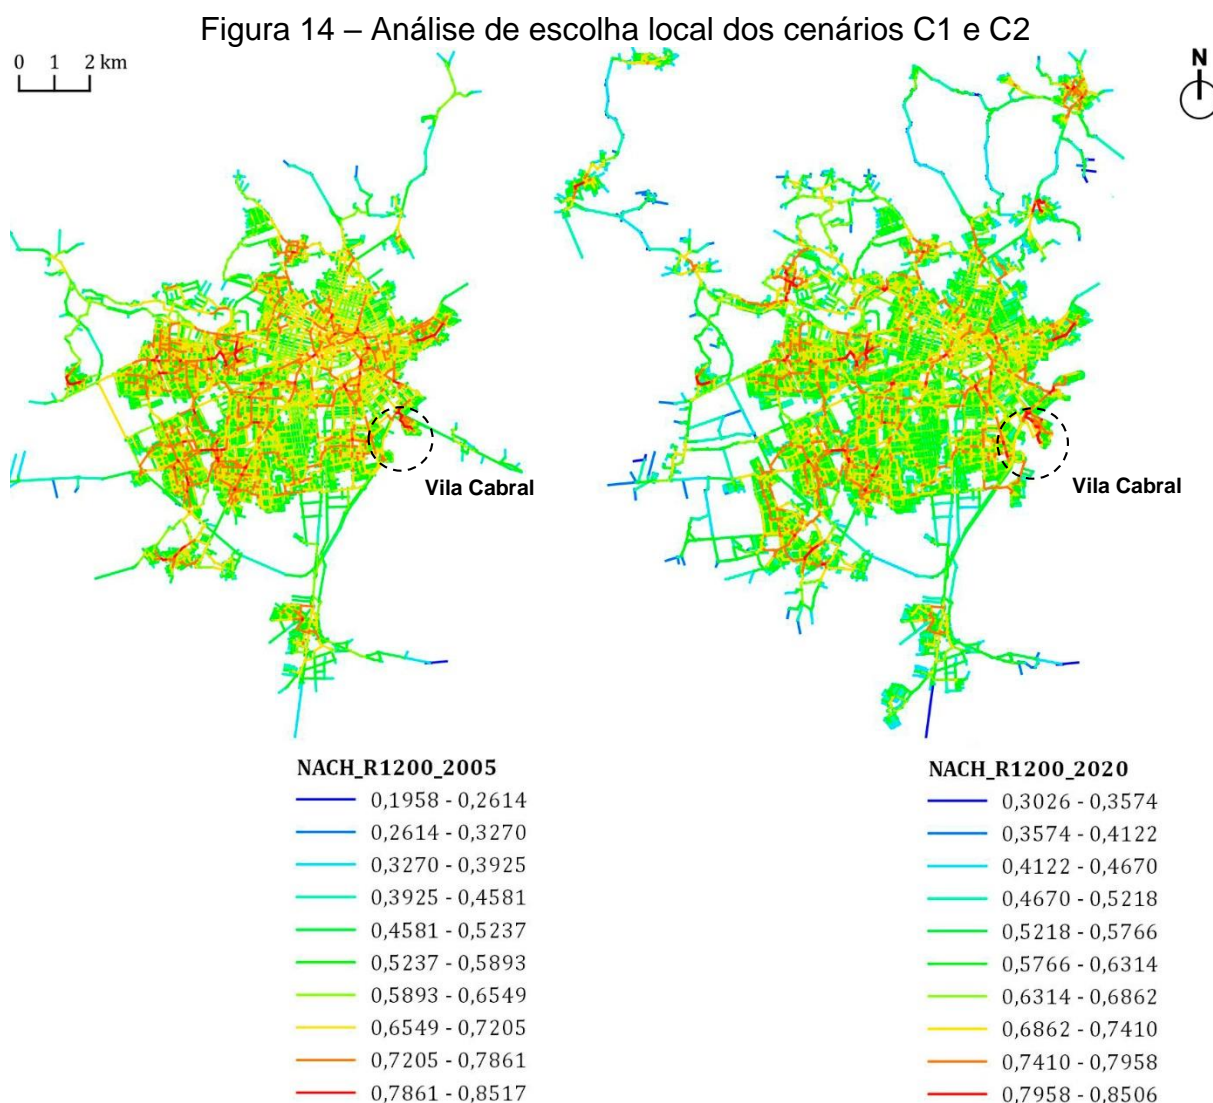 Figura 14 – Análise de escolha local dos cenários C1 e C2
0 1 2 km
N
Vila Cabral
Vila Cabral
NACH_R1200_2005
0,1958 - 0,2614
0,2614 - 0,3270
0,3270 - 0,3925
0,3925 - 0,4581
0,4581 - 0,5237
0,5237 - 0,5893
0,5893 - 0,6549
0,6549 - 0,7205
0,7205 - 0,7861
0,7861 - 0,8517
NACH_R1200_2020
0,3026 - 0,3574
0,3574 - 0,4122
0,4122 - 0,4670
0,4670 - 0,5218
0,5218 - 0,5766
0,5766 - 0,6314
0,6314 - 0,6862
0,6862 - 0,7410
0,7410 - 0,7958
0,7958 - 0,8506